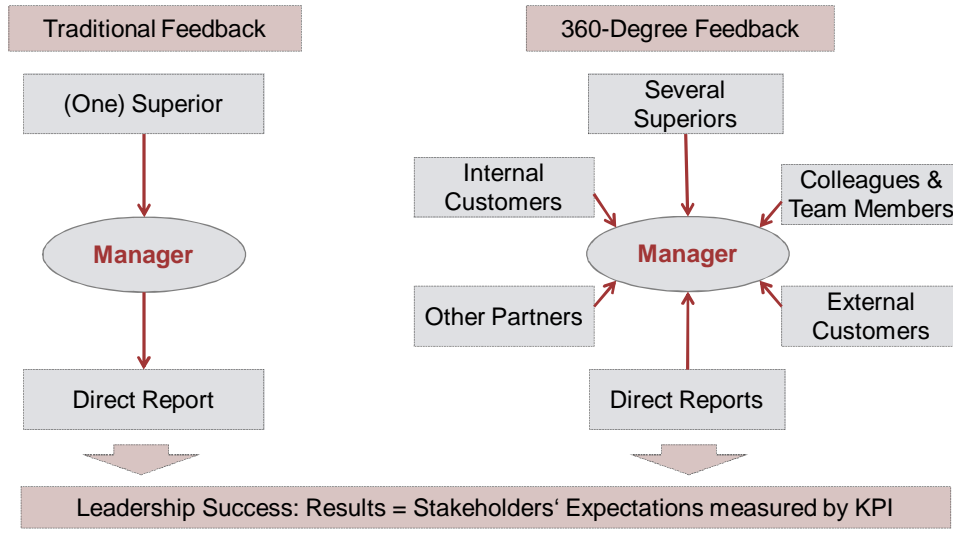 Traditional Feedback
360-Degree Feedback
(One) Superior
Several
Superiors
Internal
Customers
Colleagues &
Team Members
Manager
Manager
Other Partners
External
Customers
Direct Report
Direct Reports
Leadership Success: Results = Stakeholders‘ Expectations measured by KPI